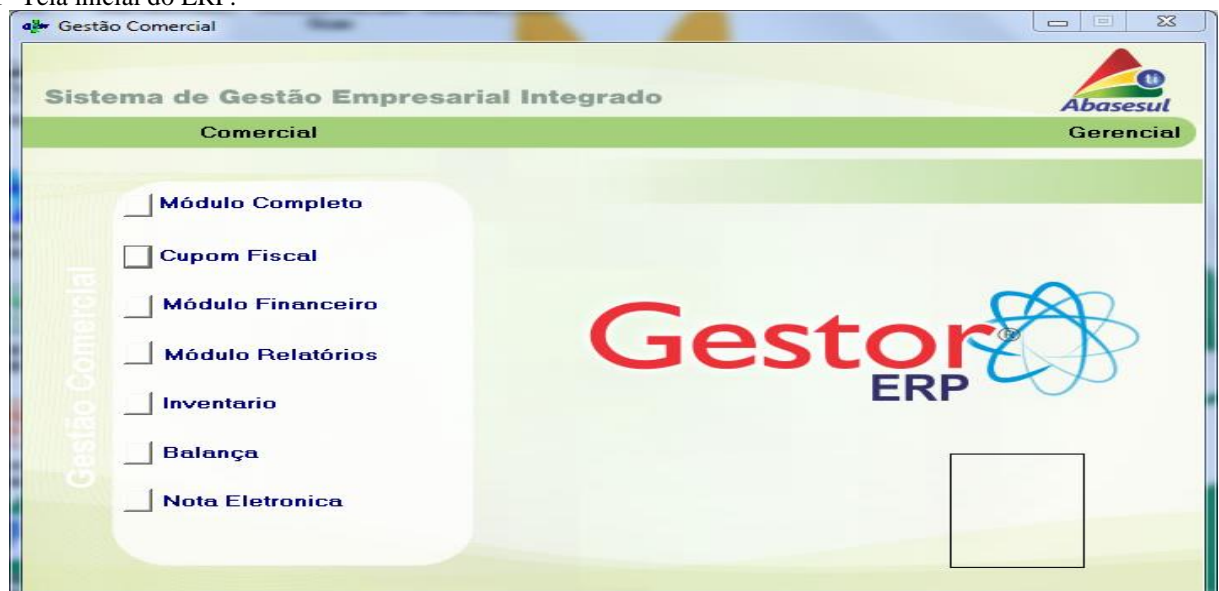 Tela inicial do ERP:
Gestão Comercial
Sistema de Gestão Empresarial Integrado
ti
Abasesul
Comercial
Gerencial
Gestão Comercial
Módulo Completo
Cupom Fiscal
Módulo Financeiro
Módulo Relatórios
Inventario
Balança
Nota Eletronica
Gestor®
ERP